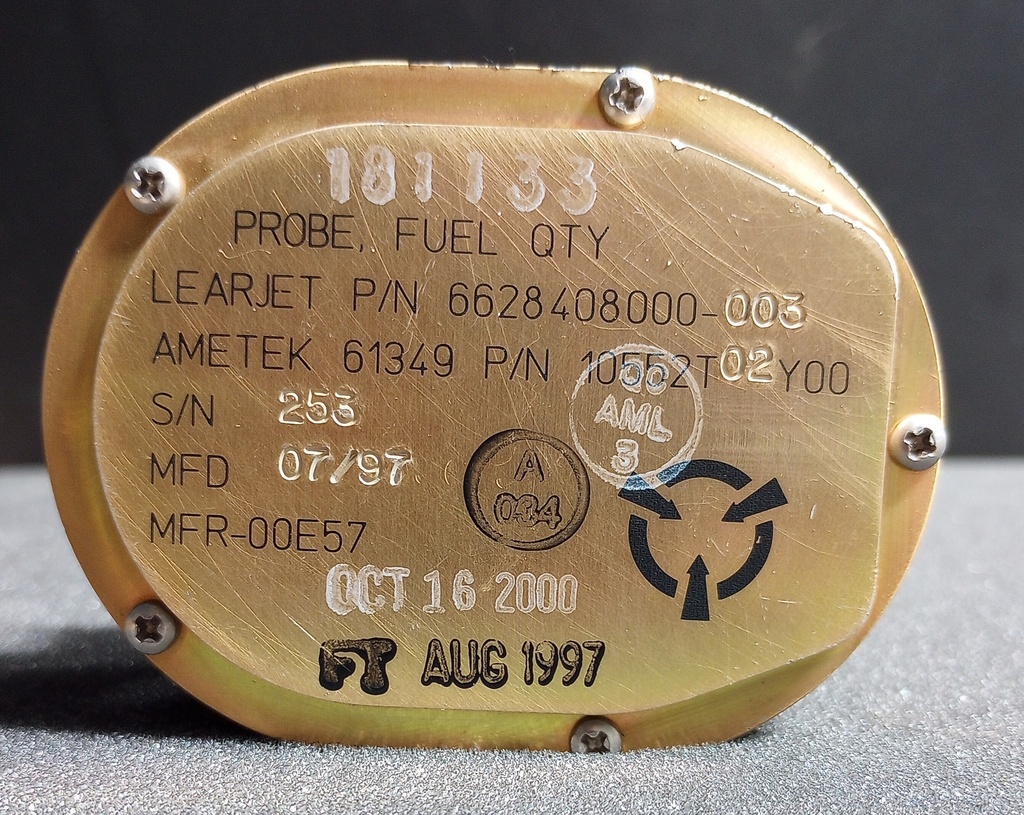 181133
PROBE, FUEL QTY
LEARJET P/N 6628408000-003
AMETEK 61349 P/N 10552T02Y00
S/N 253
MFD 07/97
AML
3
A
034
MFR-00E57
OCT 16 2000
FT AUG 1997